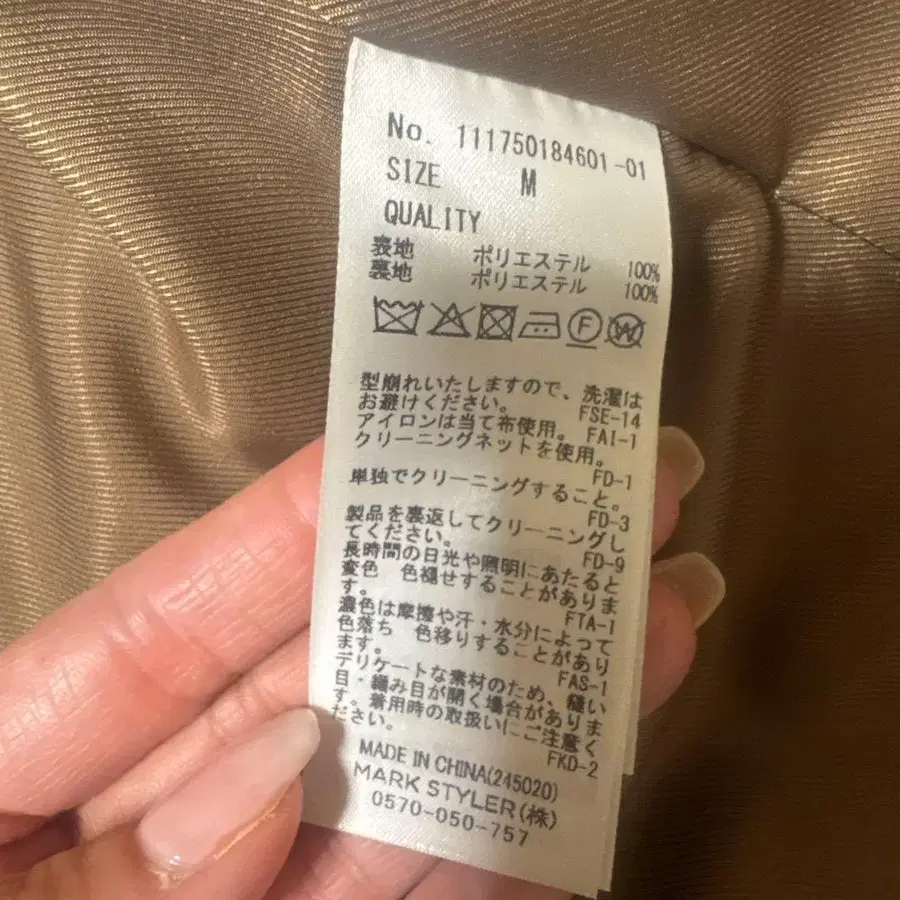 No. 111750184601-01
SIZE M
QUALITY
表地 ポリエステル 100%
裏地 ポリエステル 100%
F
W
型崩れいたしますので、洗濯は
お避けください。 FSE-14
アイロンは当て布使用。 FAI-1
クリーニングネットを使用。
FD-1
単独でクリーニングすること。
FD-3
製品を裏返してクリーニングし
てください。 FD-9
長時間の日光や照明にあたると
変色 色褪せすることがありま
す。 FTA-1
濃色は摩擦や汗・水分によって
色落ち 色移りすることがあり
ます。 FAS-1
デリケートな素材のため、縫い
目・編み目が開く場合がありま
す。着用時の取扱いにご注意く
ださい。 FKD-2
MADE IN CHINA(245020)
MARK STYLER(株)
0570-050-757